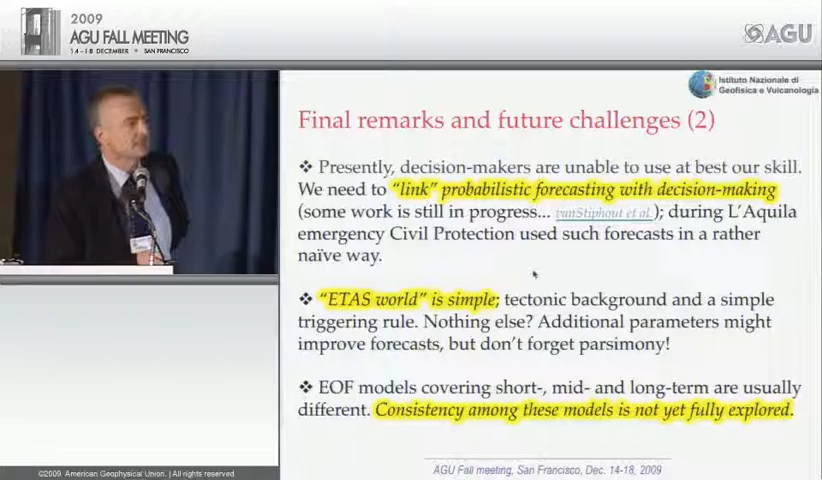 2009
AGU FALL MEETING
14 - 18 DECEMBER • SAN FRANCISCO
AGU
Istituto Nazionale di
Geofisica e Vulcanologia
Final remarks and future challenges (2)
❖ Presently, decision-makers are unable to use at best our skill.
We need to “link” probabilistic forecasting with decision-making
(some work is still in progress... vanStiphout et al.); during L’Aquila
emergency Civil Protection used such forecasts in a rather
naïve way.
❖ “ETAS world” is simple; tectonic background and a simple
triggering rule. Nothing else? Additional parameters might
improve forecasts, but don’t forget parsimony!
❖ EOF models covering short-, mid- and long-term are usually
different. Consistency among these models is not yet fully explored.
AGU Fall meeting, San Francisco, Dec. 14-18, 2009
©2009. American Geophysical Union. | All rights reserved.